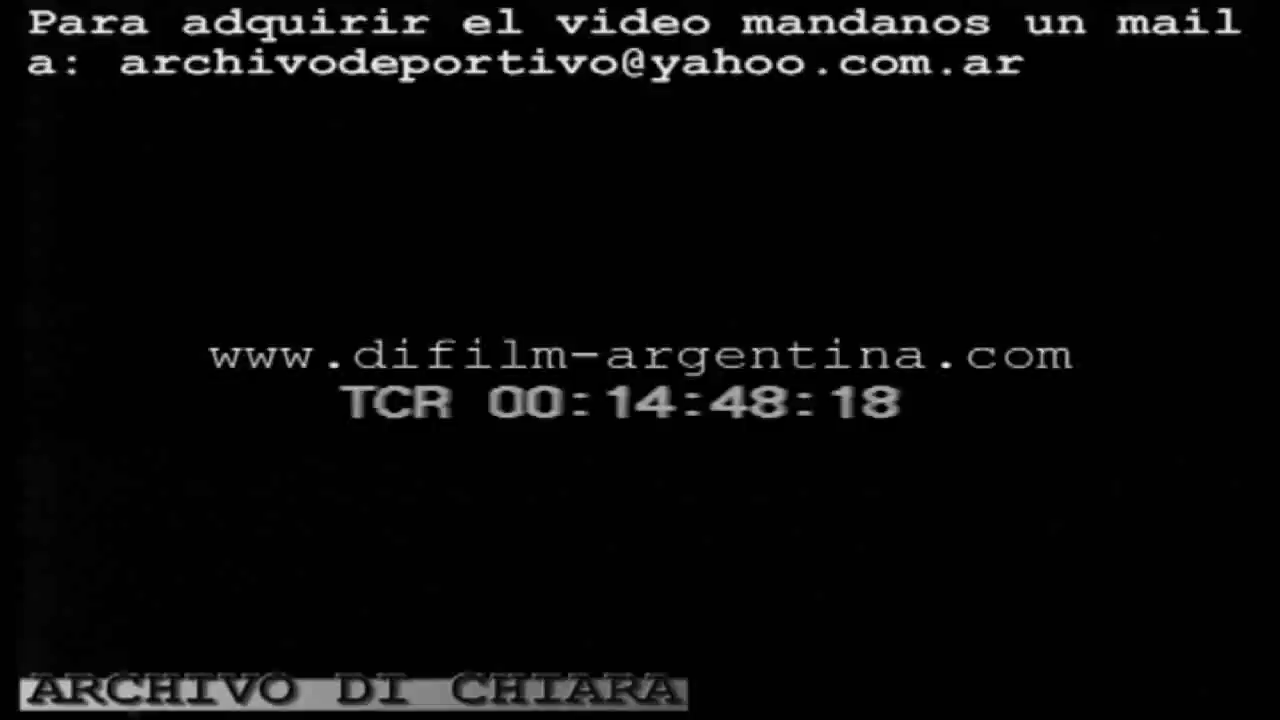 Para adquirir el video mandanos un mail
a: archivodeportivo@yahoo.com.ar
www.difilm-argentina.com
TCR 00:14:48:18
ARCHIVO DI CHIARA